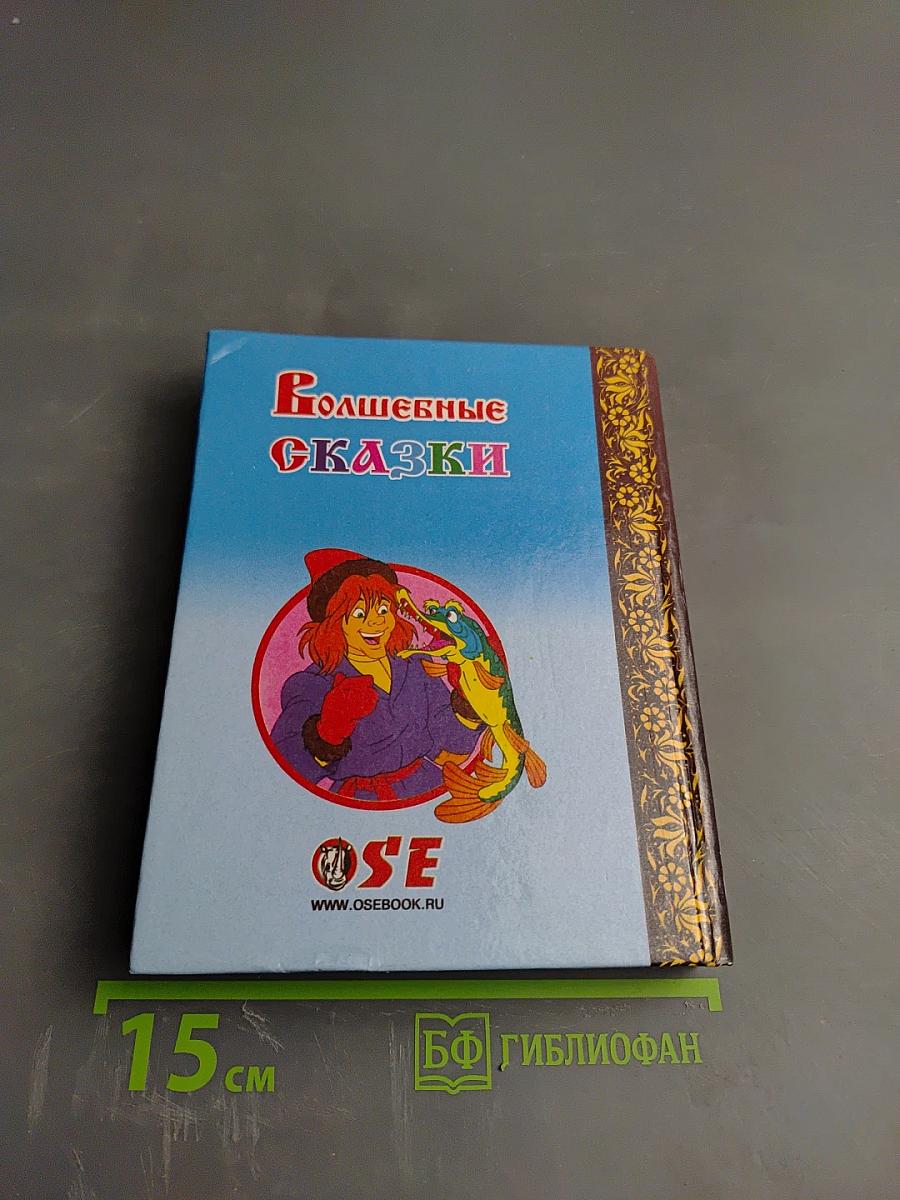 Волшебные
сказки
OSE
WWW.OSEBOOK.RU
15 см
БФ ГИБЛИОФАН